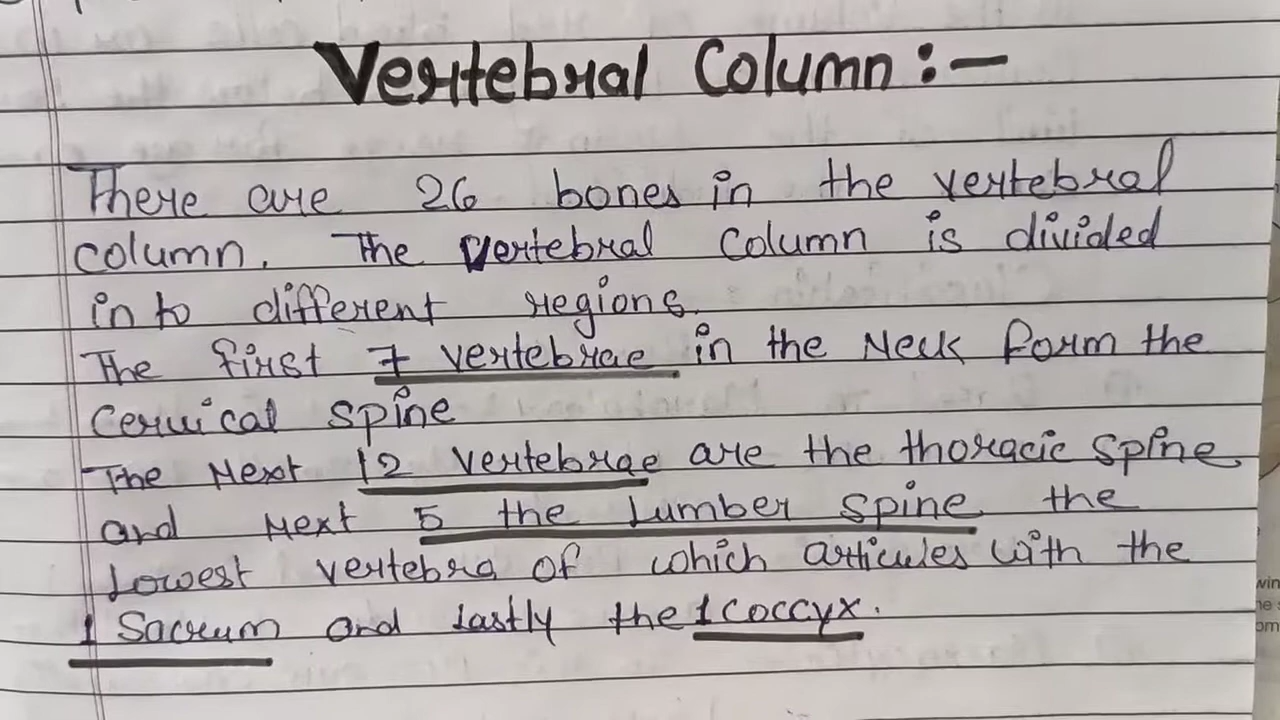 Vertebral Column :-
There are 26 bones in the vertebral
column. The vertebral column is divided
in to different regions.
The first 7 vertebrae in the Neck form the
Cervical spine
The Next 12 vertebrae are the thoracic spine
and Next 5 the Lumber spine the
Lowest vertebra of which articules with the
1 Sacrum and lastly the 1 coccyx.